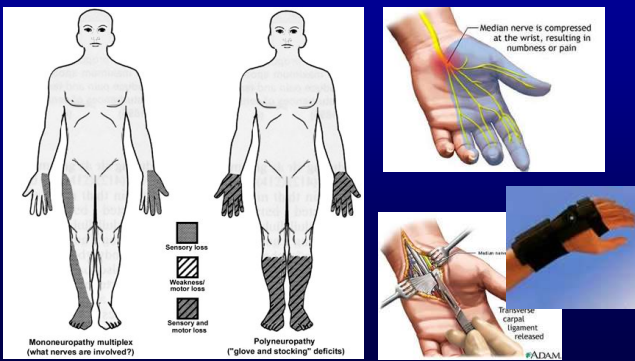 Sensory loss
Weakness/
motor loss
Sensory and
motor loss
Mononeuropathy multiplex
(what nerves are involved?)
Polyneuropathy
("glove and stocking" deficits)
Median nerve is compressed
at the wrist, resulting in
numbness or pain
Median nerve
Transverse
carpal
ligament
released
ADAM.